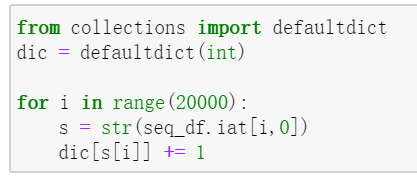 from collections import defaultdict
dic = defaultdict(int)
for i in range(20000):
    s = str(seq_df.iat[i,0])
    dic[s[i]] += 1